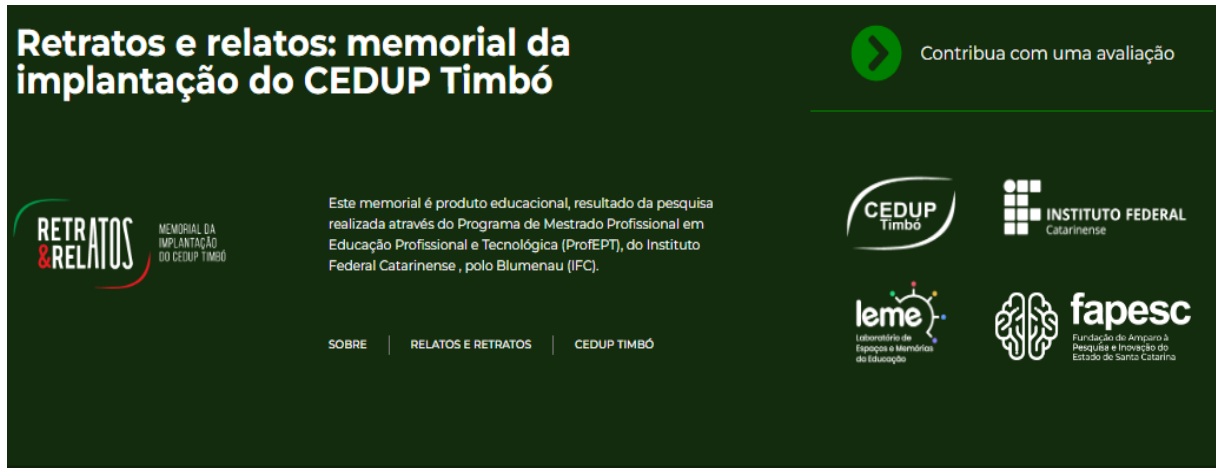 Retratos e relatos: memorial da
implantação do CEDUP Timbó
Contribua com uma avaliação
RETRATOS
&RELATOS
MEMORIAL DA
IMPLANTAÇÃO
DO CEDUP TIMBÓ
Este memorial é produto educacional, resultado da pesquisa
realizada através do Programa de Mestrado Profissional em
Educação Profissional e Tecnológica (ProfEPT), do Instituto
Federal Catarinense , polo Blumenau (IFC).
SOBRE
RELATOS E RETRATOS
CEDUP TIMBÓ
CEDUP
Timbó
INSTITUTO FEDERAL
Catarinense
leme
Laboratório de
Espaços e Memórias
da Educação
fapesc
Fundação de Amparo à
Pesquisa e Inovação do
Estado de Santa Catarina